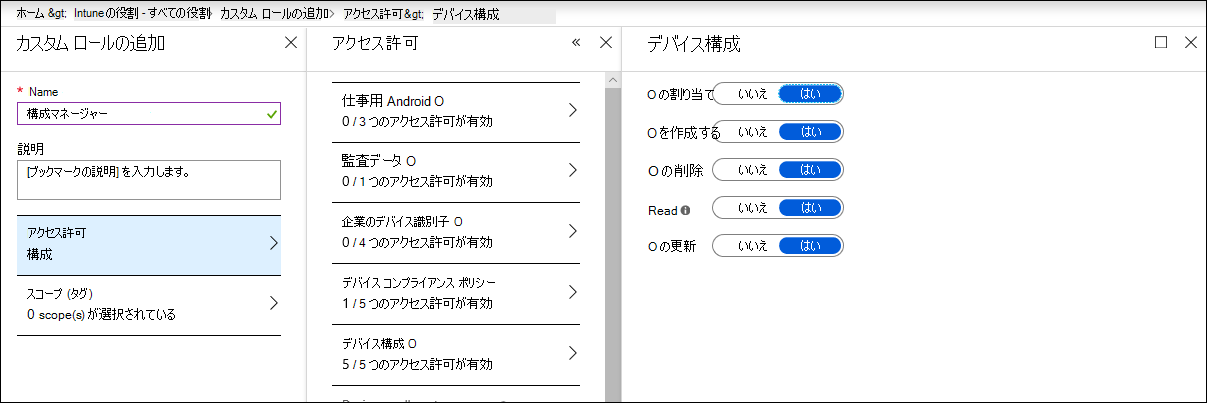 ホーム &gt; Intuneの役割 - すべての役割 カスタム ロールの追加 アクセス許可&gt; デバイス構成
カスタム ロールの追加
* Name
構成マネージャー
説明
[ブックマークの説明] を入力します。
アクセス許可
構成
スコープ (タグ)
0 scope(s) が選択されている
アクセス許可
«
仕事用 Android O
0 / 3 つのアクセス許可が有効
監査データ O
0 / 1 つのアクセス許可が有効
企業のデバイス識別子 O
0 / 4 つのアクセス許可が有効
デバイス コンプライアンス ポリシー
1 / 5 つのアクセス許可が有効
デバイス構成 O
5 / 5 つのアクセス許可が有効
デバイス構成
O の割り当て いいえ はい
O を作成する いいえ はい
O の削除 いいえ はい
Read いいえ はい
O の更新 いいえ はい